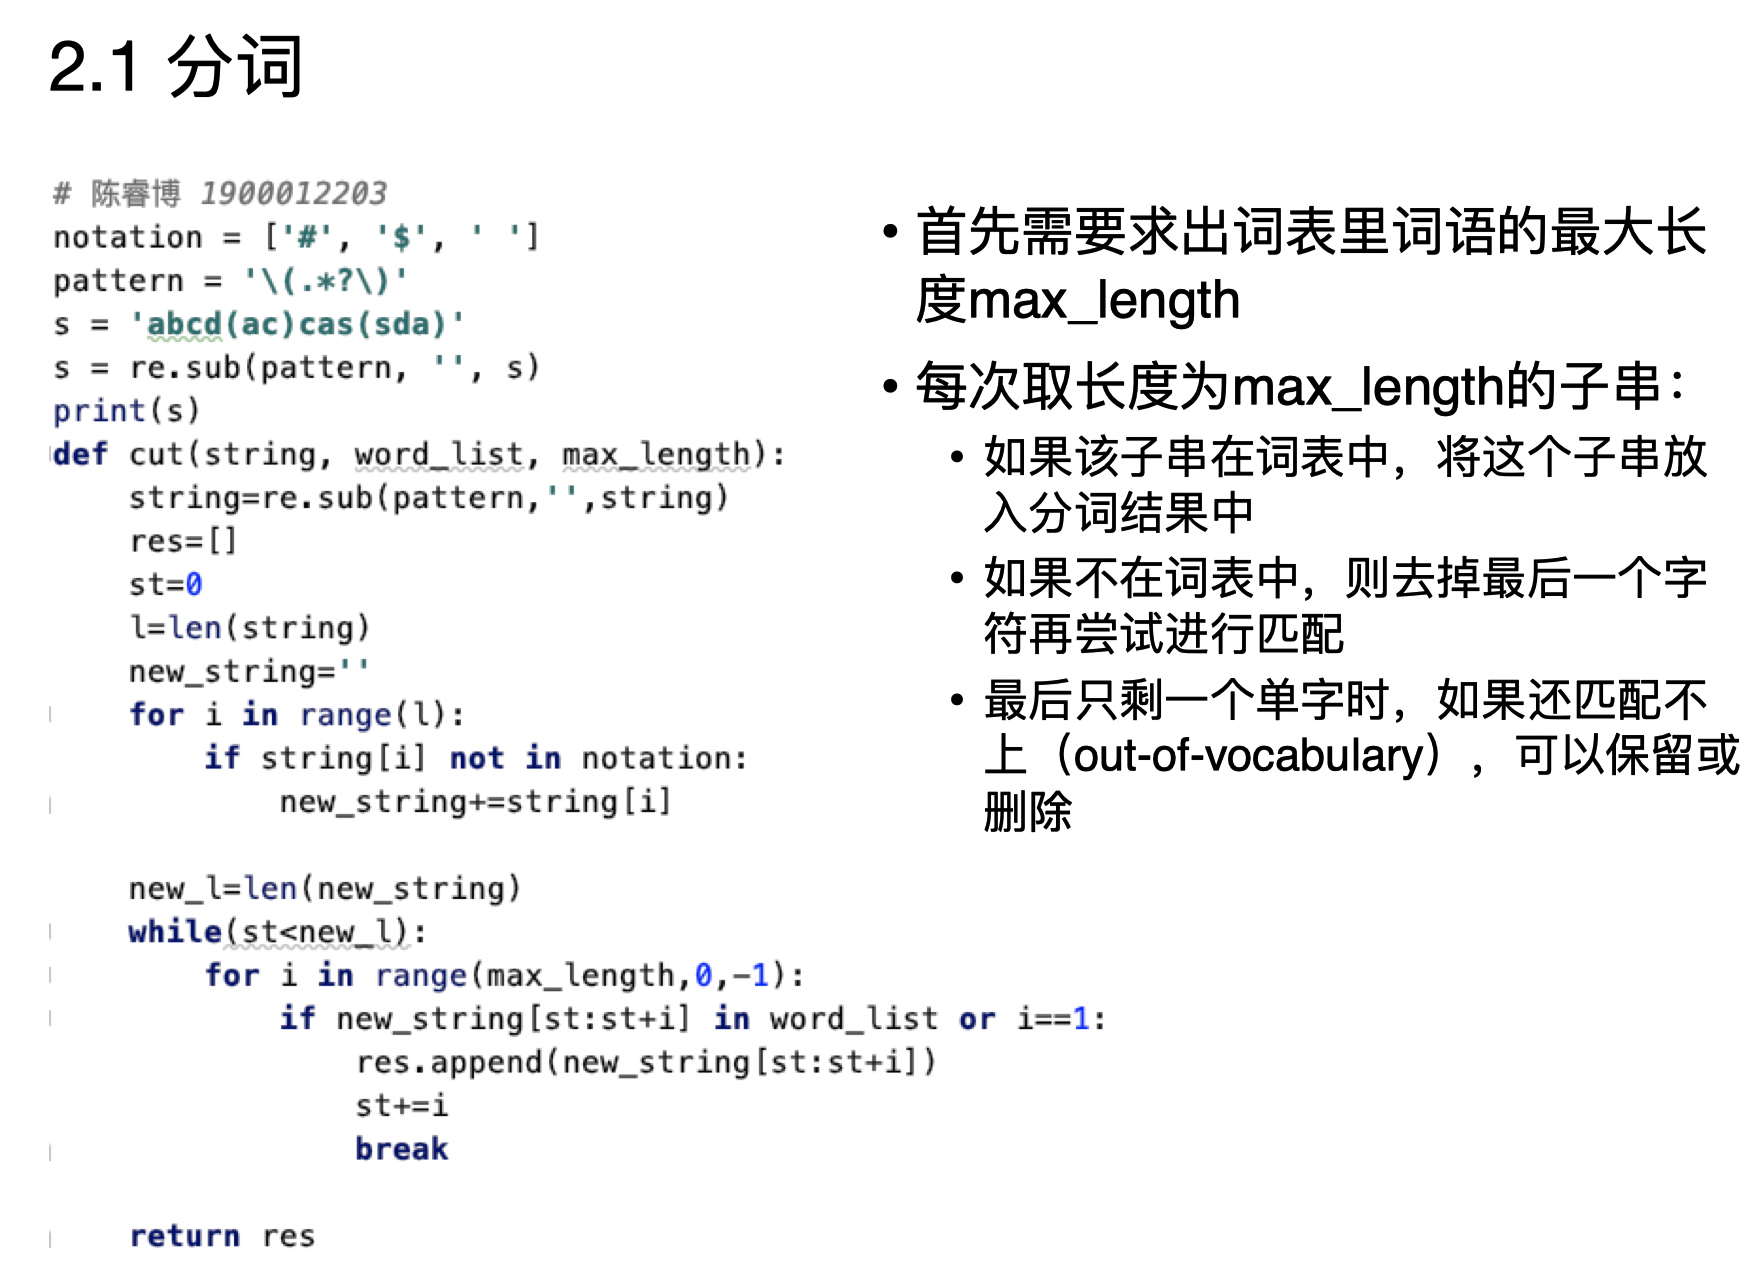 2.1 分词
# 陈睿博 1900012203
notation = ['#', '$', ' ']
pattern = '\(.*?\)'
s = 'abcd(ac)cas(sda)'
s = re.sub(pattern, '', s)
print(s)
def cut(string, word_list, max_length):
    string=re.sub(pattern,'',string)
    res=[]
    st=0
    l=len(string)
    new_string=''
    for i in range(l):
        if string[i] not in notation:
            new_string+=string[i]
    new_l=len(new_string)
    while(st<new_l):
        for i in range(max_length,0,-1):
            if new_string[st:st+i] in word_list or i==1:
                res.append(new_string[st:st+i])
                st+=i
                break
    return res
• 首先需要求出词表里词语的最大长
度max_length
• 每次取长度为max_length的子串：
• 如果该子串在词表中，将这个子串放
入分词结果中
• 如果不在词表中，则去掉最后一个字
符再尝试进行匹配
• 最后只剩一个单字时，如果还匹配不
上（out-of-vocabulary），可以保留或
删除